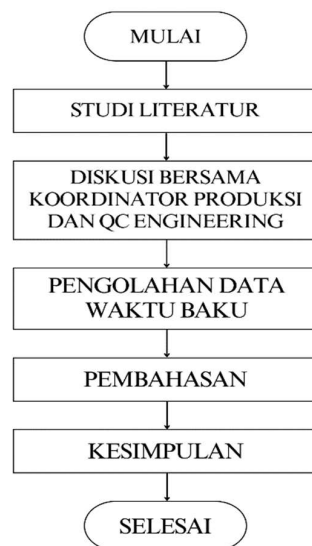 MULAI
STUDI LITERATUR
DISKUSI BERSAMA
KOORDINATOR PRODUKSI
DAN QC ENGINEERING
PENGOLAHAN DATA
WAKTU BAKU
PEMBAHASAN
KESIMPULAN
SELESAI